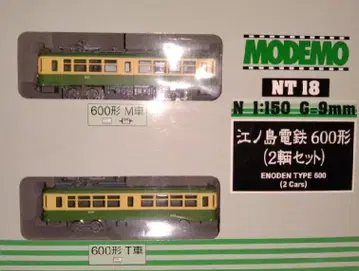 MODEMO
NT 18
N 1:150 G=9mm
江ノ島電鉄 600形
(2輌セット)
ENODEN TYPE 600
(2 Cars)
600形 M車
600形 T車